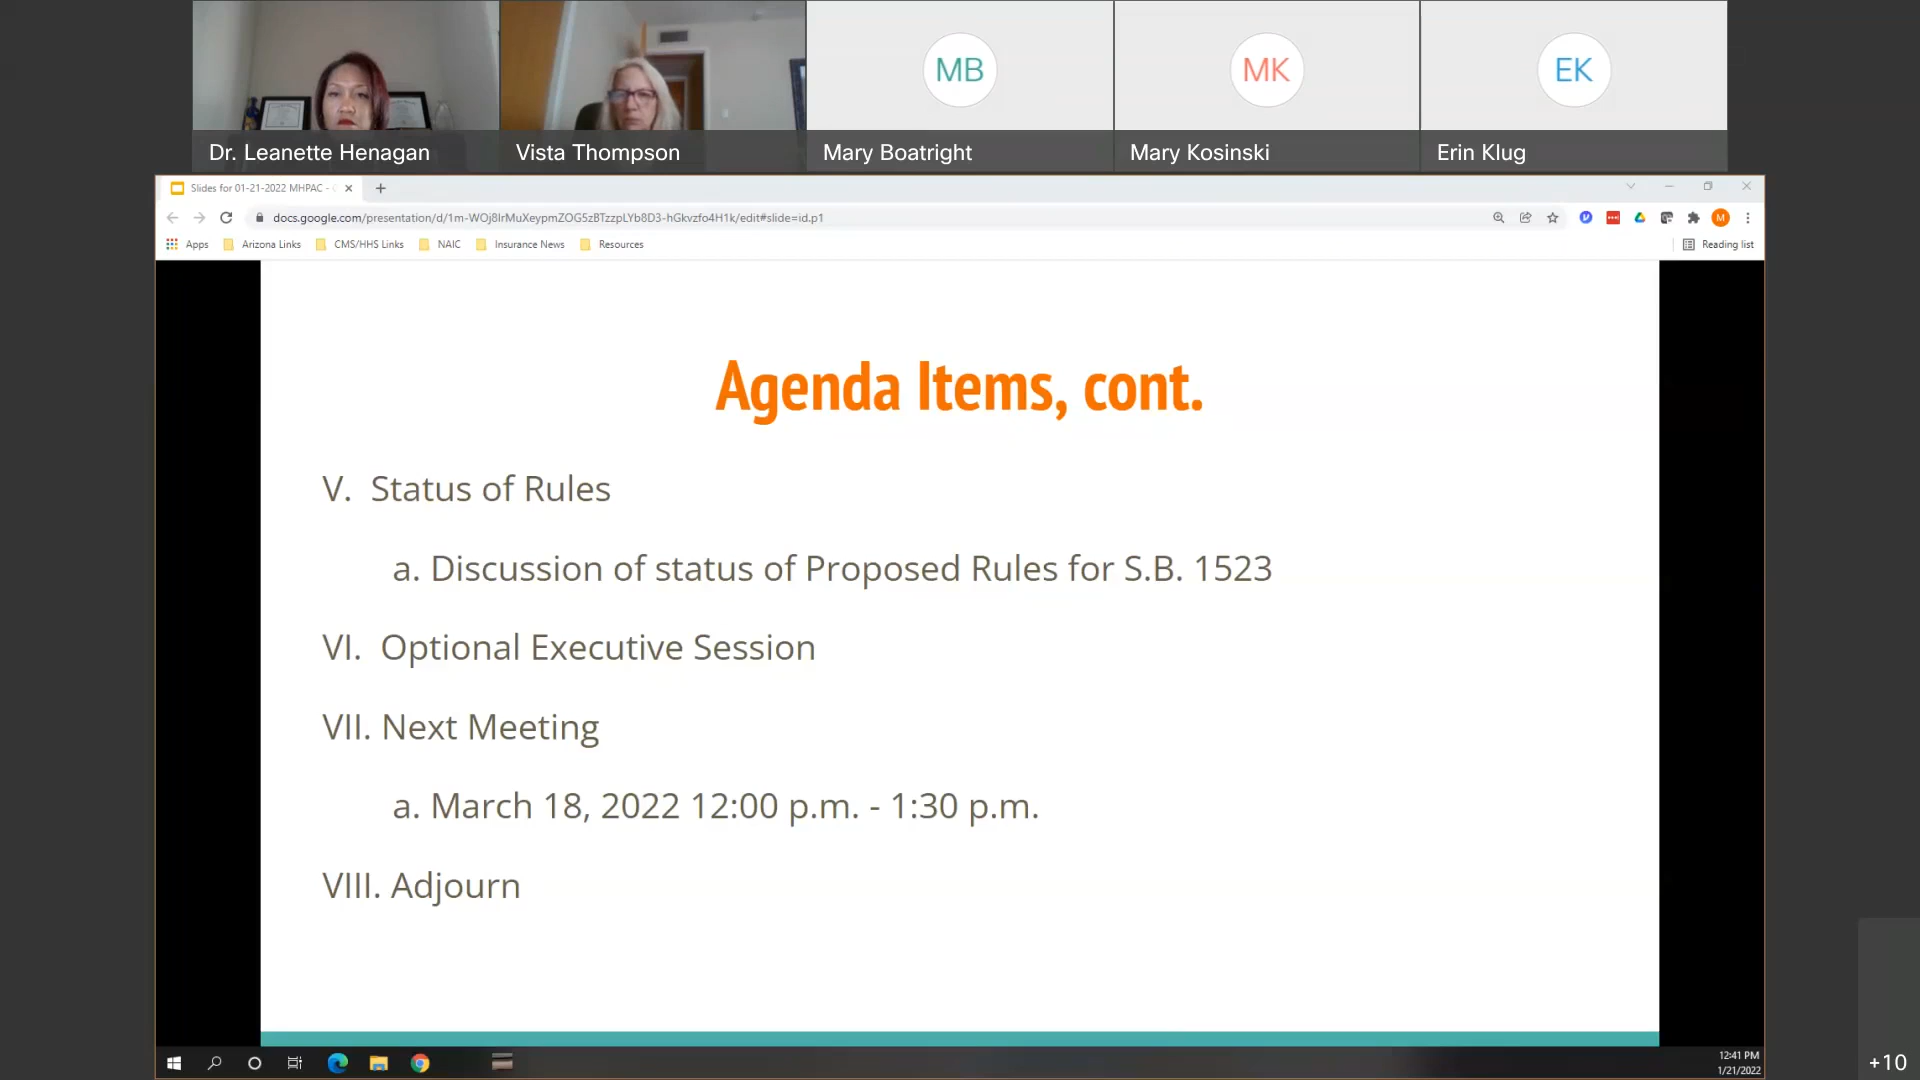 MB
MK
EK
Dr. Leanette Henagan
Vista Thompson
Mary Boatright
Mary Kosinski
Erin Klug
Slides for 01-21-2022 MHPAC -
docs.google.com/presentation/d/1m-WOj8IrMuXeypmZOG5zBTzzpLYb8D3-hGkvzfo4H1k/edit#slide=id.p1
M
Apps
Arizona Links
CMS/HHS Links
NAIC
Insurance News
Resources
Reading list
Agenda Items, cont.
V. Status of Rules
a. Discussion of status of Proposed Rules for S.B. 1523
VI. Optional Executive Session
VII. Next Meeting
a. March 18, 2022 12:00 p.m. - 1:30 p.m.
VIII. Adjourn
12:41 PM
1/21/2022
+10